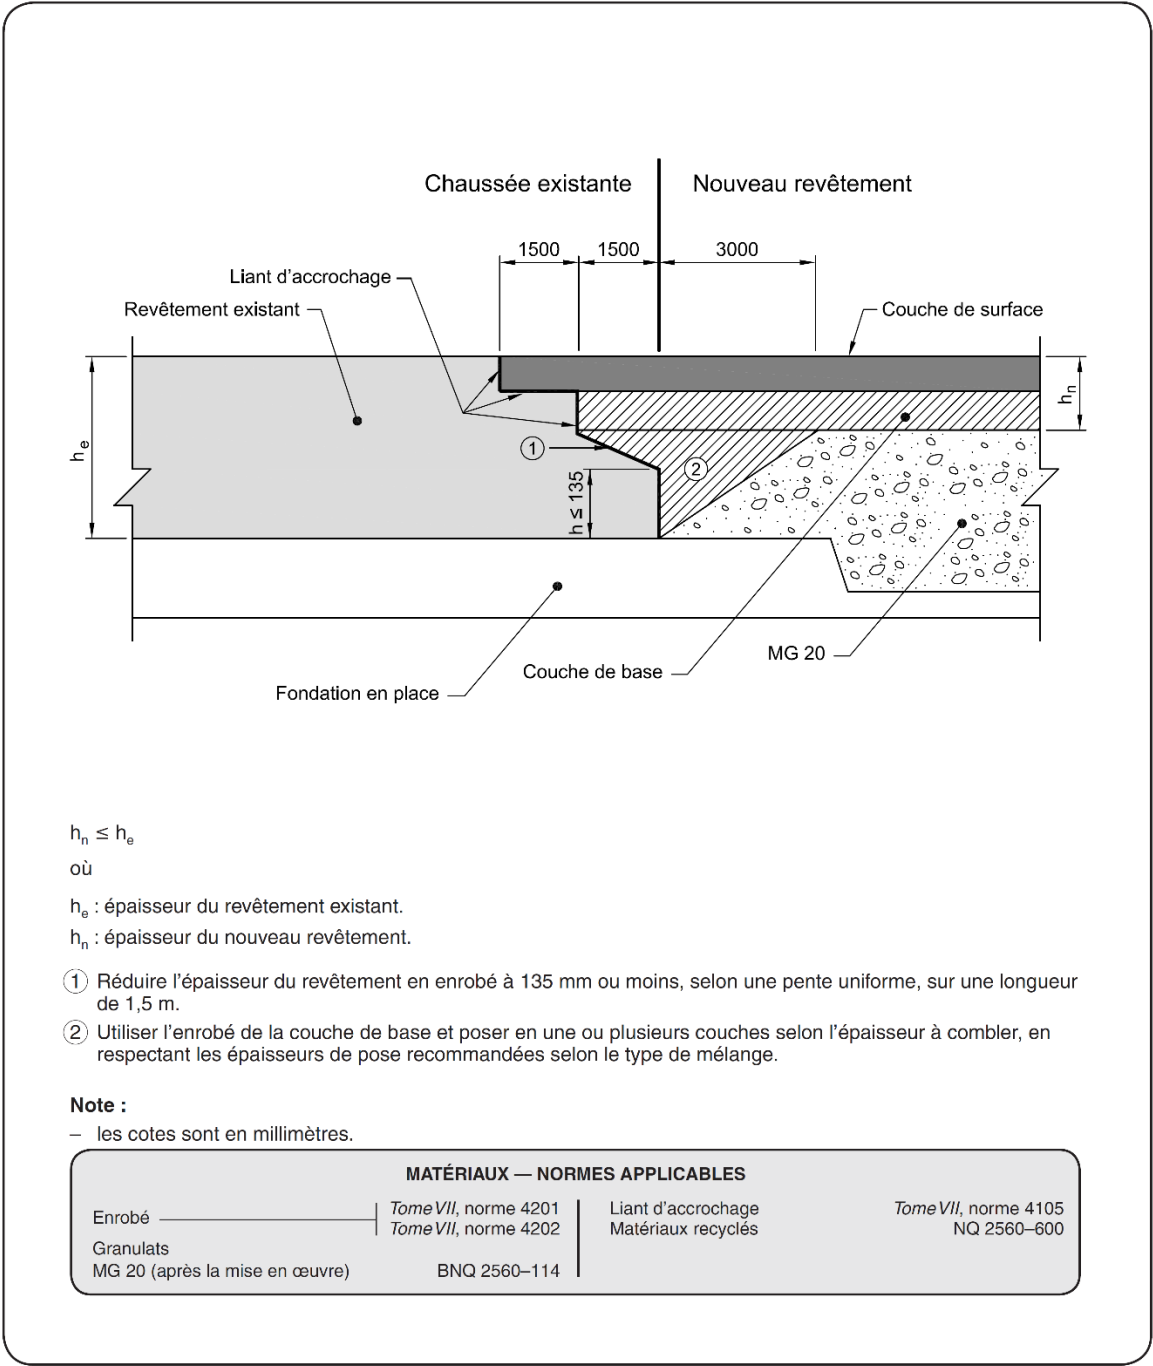 Chaussée existante
Nouveau revêtement
1500
1500
3000
Liant d’accrochage
Revêtement existant
Couche de surface
hn
he
1
2
h ≤ 135
MG 20
Couche de base
Fondation en place
hn ≤ he
où
he : épaisseur du revêtement existant.
hn : épaisseur du nouveau revêtement.
1 Réduire l’épaisseur du revêtement en enrobé à 135 mm ou moins, selon une pente uniforme, sur une longueur
de 1,5 m.
2 Utiliser l’enrobé de la couche de base et poser en une ou plusieurs couches selon l’épaisseur à combler, en
respectant les épaisseurs de pose recommandées selon le type de mélange.
Note :
– les cotes sont en millimètres.
MATÉRIAUX — NORMES APPLICABLES
Enrobé
Tome VII, norme 4201
Tome VII, norme 4202
Granulats
MG 20 (après la mise en œuvre) BNQ 2560–114
Liant d’accrochage Tome VII, norme 4105
Matériaux recyclés NQ 2560–600